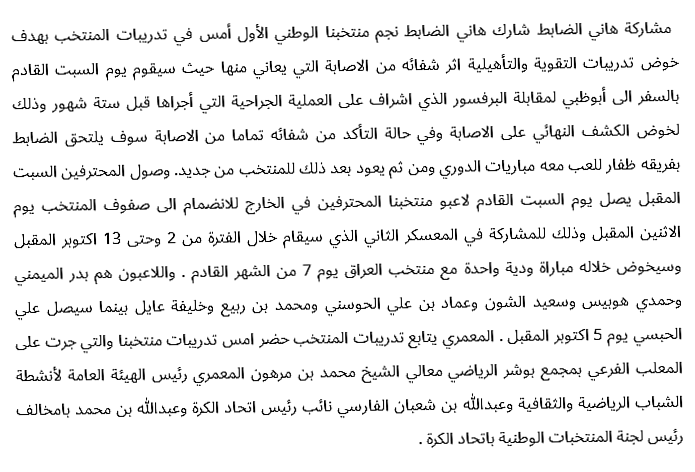 مشاركة هاني الضابط شارك هاني الضابط نجم منتخبنا الوطني الأول أمس في تدريبات المنتخب بهدف
خوض تدريبات التقوية والتأهيلية اثر شفائه من الاصابة التي يعاني منها حيث سيقوم يوم السبت القادم
بالسفر الى أبوظبي لمقابلة البرفسور الذي اشراف على العملية الجراحية التي أجراها قبل ستة شهور وذلك
لخوض الكشف النهائي على الاصابة وفي حالة التأكد من شفائه تماما من الاصابة سوف يلتحق الضابط
بفريقه ظفار للعب معه مباريات الدوري ومن ثم يعود بعد ذلك للمنتخب من جديد. وصول المحترفين السبت
المقبل يصل يوم السبت القادم لاعبو منتخبنا المحترفين في الخارج للانضمام الى صفوف المنتخب يوم
الاثنين المقبل وذلك للمشاركة في المعسكر الثاني الذي سيقام خلال الفترة من 2 وحتى 13 اكتوبر المقبل
وسيخوض خلاله مباراة ودية واحدة مع منتخب العراق يوم 7 من الشهر القادم . واللاعبون هم بدر الميمني
وحمدي هوبيس وسعيد الشون وعماد بن علي الحوسني ومحمد بن ربيع وخليفة عايل بينما سيصل علي
الحبسي يوم 5 اكتوبر المقبل . المعمري يتابع تدريبات المنتخب حضر امس تدريبات منتخبنا والتي جرت على
المعلب الفرعي بمجمع بوشر الرياضي معالي الشيخ محمد بن مرهون المعمري رئيس الهيئة العامة لأنشطة
الشباب الرياضية والثقافية وعبدالله بن شعبان الفارسي نائب رئيس اتحاد الكرة وعبدالله بن محمد بامخالف
رئيس لجنة المنتخبات الوطنية باتحاد الكرة .